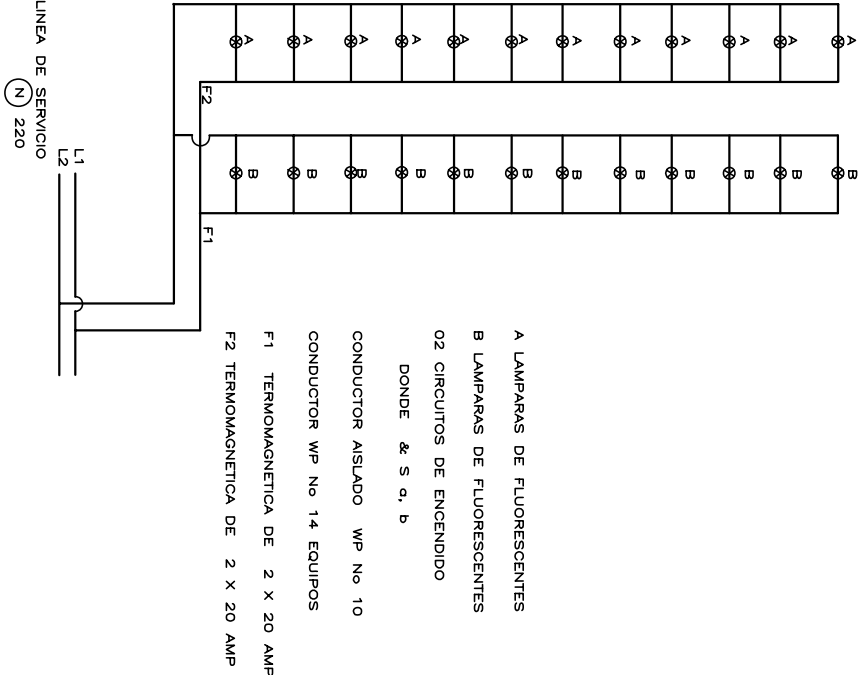 A
A
A
A
A
A
A
A
A
A
A
A
B
B
B
B
B
B
B
B
B
B
B
B
F2
F1
L1
L2
LINEA DE SERVICIO
N 220
A LAMPARAS DE FLUORESCENTES
B LAMPARAS DE FLUORESCENTES
02 CIRCUITOS DE ENCENDIDO
DONDE & S a, b
CONDUCTOR AISLADO WP No 10
CONDUCTOR WP No 14 EQUIPOS
F1 TERMOMAGNETICA DE 2 X 20 AMP
F2 TERMOMAGNETICA DE 2 X 20 AMP